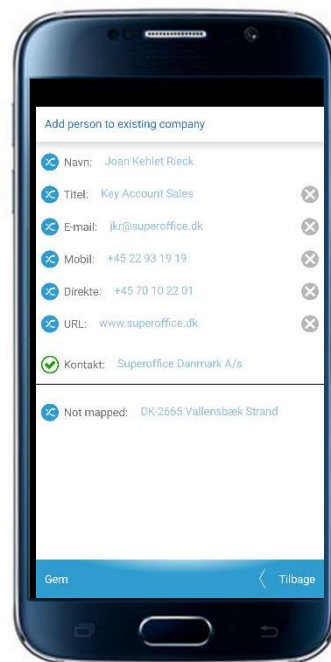 Add person to existing company
Navn: Joan Kehlet Rieck
Titel: Key Account Sales
E-mail: jkr@superoffice.dk
Mobil: +45 22 93 19 19
Direkte: +45 70 10 22 01
URL: www.superoffice.dk
Kontakt: Superoffice Danmark A/s
Not mapped: DK-2665 Vallensbæk Strand
Gem
Tilbage